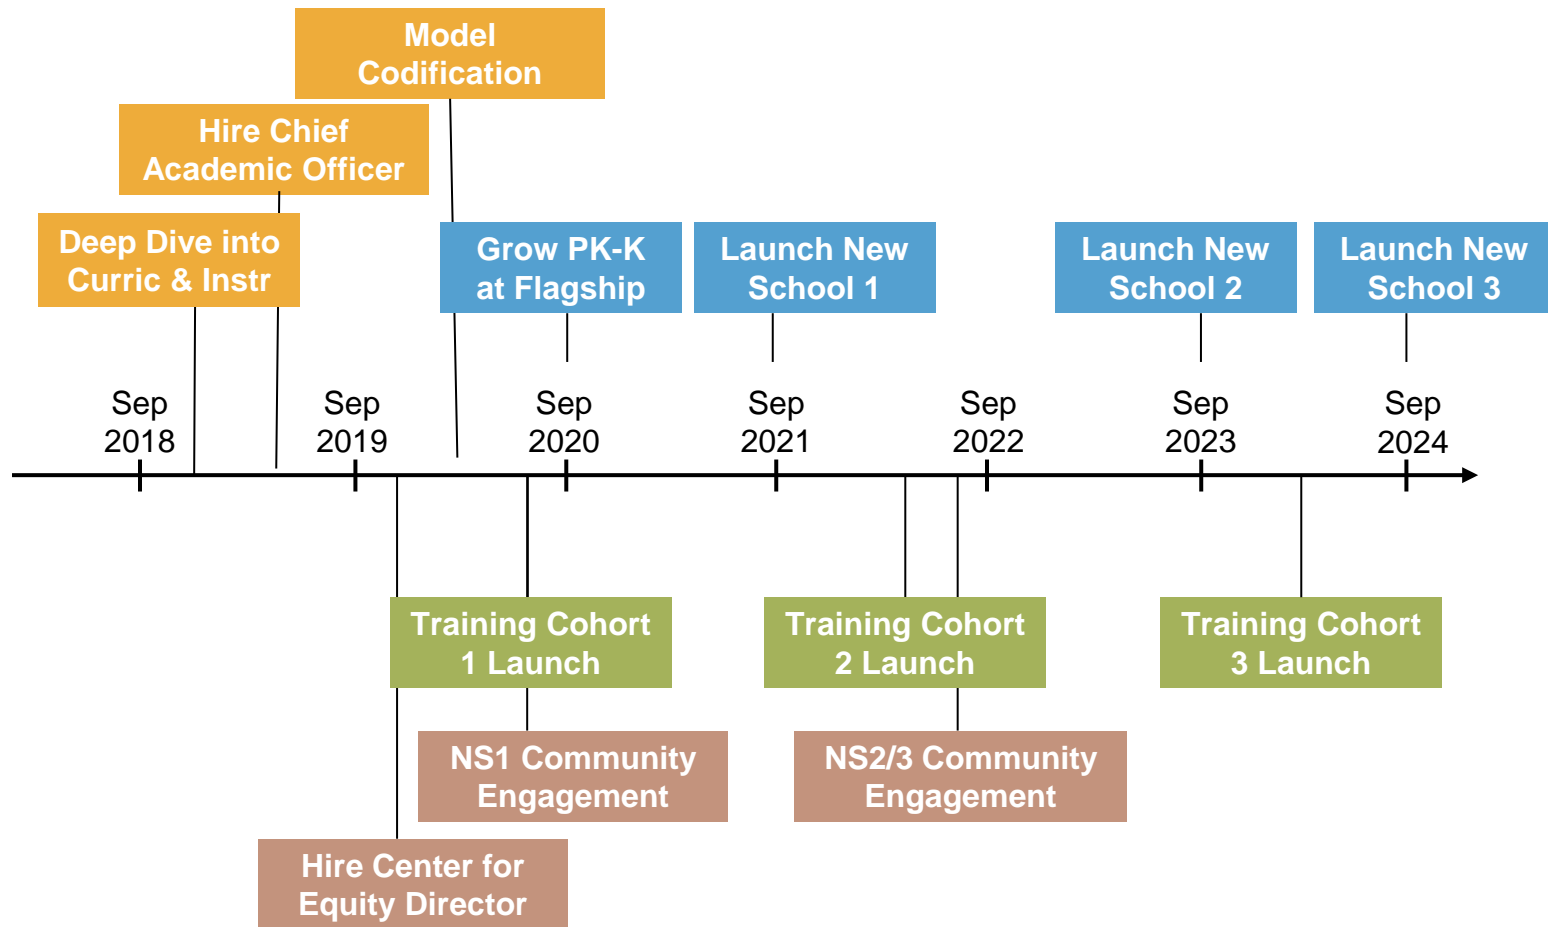 Model
Codification
Hire Chief
Academic Officer
Deep Dive into
Curric & Instr
Grow PK-K
at Flagship
Launch New
School 1
Launch New
School 2
Launch New
School 3
Sep
2018
Sep
2019
Sep
2020
Sep
2021
Sep
2022
Sep
2023
Sep
2024
Training Cohort
1 Launch
Training Cohort
2 Launch
Training Cohort
3 Launch
NS1 Community
Engagement
NS2/3 Community
Engagement
Hire Center for
Equity Director